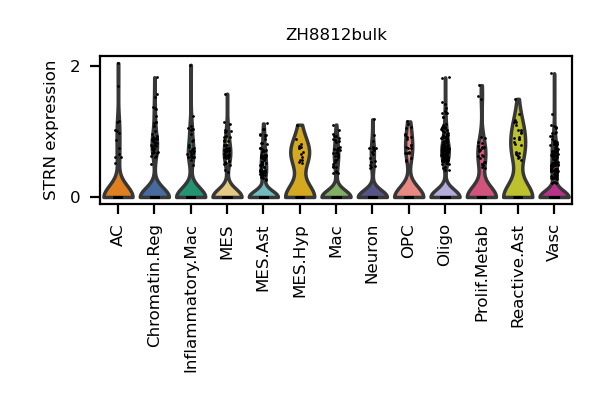 ZH8812bulk
STRN expression
2
0
AC
Chromatin.Reg
Inflammatory.Mac
MES
MES.Ast
MES.Hyp
Mac
Neuron
OPC
Oligo
Prolif.Metab
Reactive.Ast
Vasc